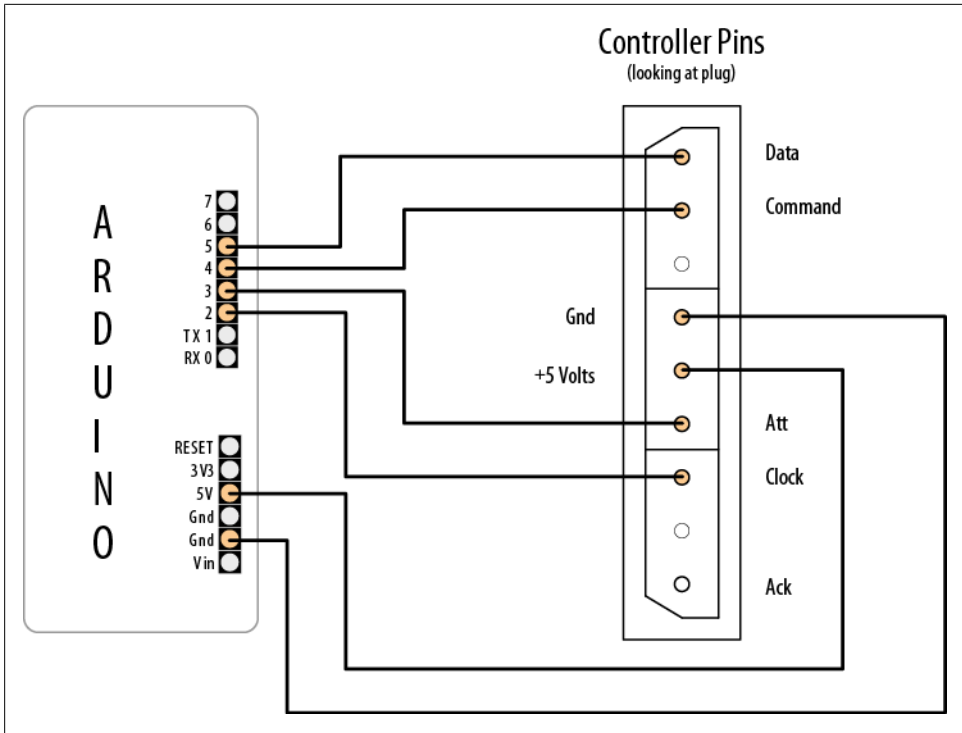 Controller Pins
(looking at plug)
ARDUINO
7
6
5
4
3
2
TX 1
RX 0
RESET
3V3
5V
Gnd
Gnd
Vin
Data
Command
Gnd
+5 Volts
Att
Clock
Ack